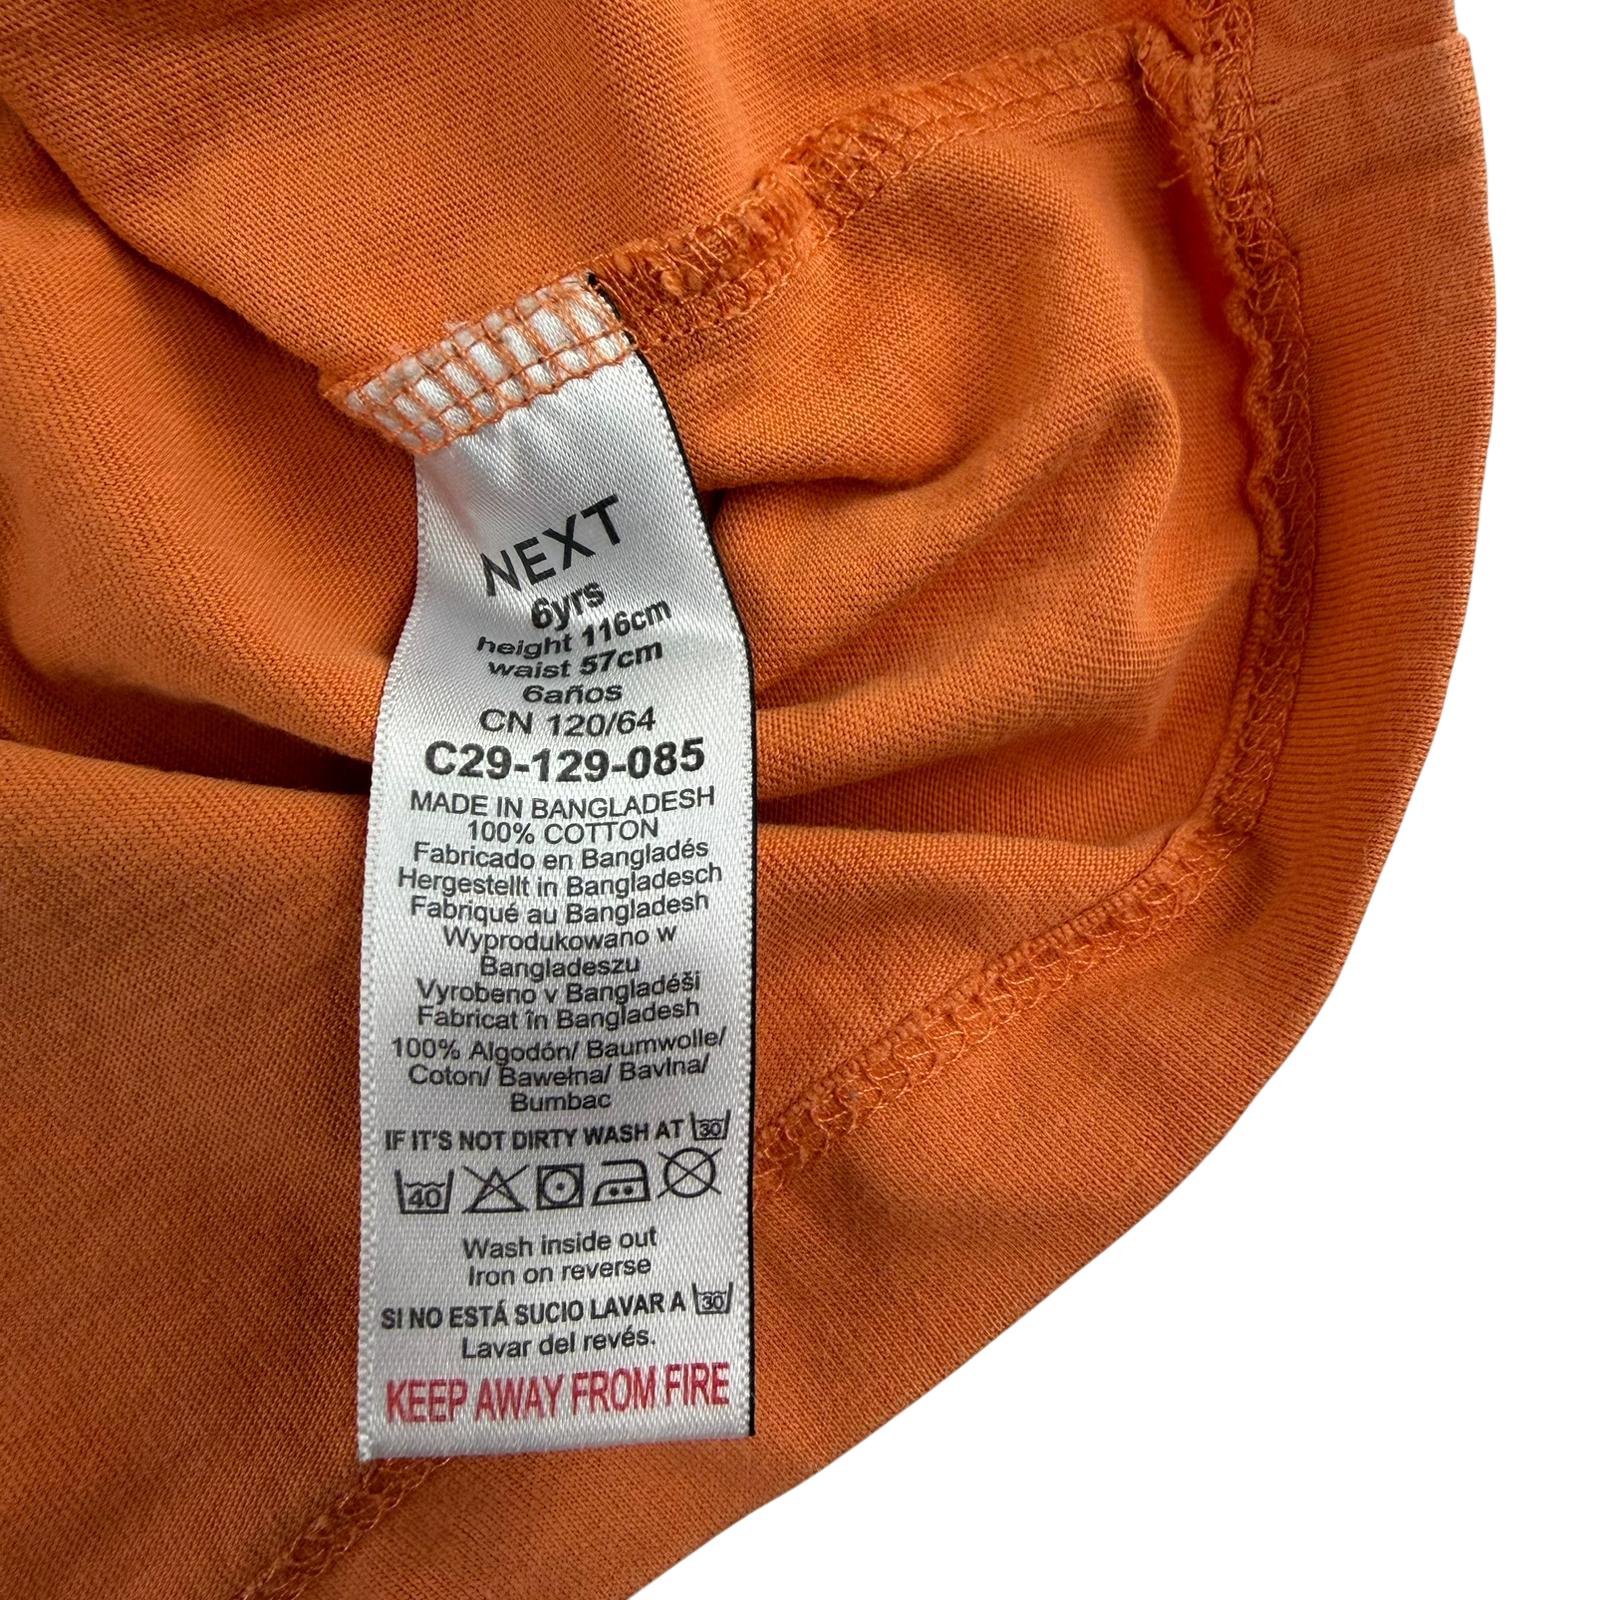 NEXT
6yrs
height 116cm
waist 57cm
6años
CN 120/64
C29-129-085
MADE IN BANGLADESH
100% COTTON
Fabricado en Bangladés
Hergestellt in Bangladesch
Fabriqué au Bangladesh
Wyprodukowano w
Bangladeszu
Vyrobeno v Bangladéši
Fabricat în Bangladesh
100% Algodón/ Baumwolle/
Coton/ Bawełna/ Bavlna/
Bumbac
IF IT'S NOT DIRTY WASH AT 30
40
Wash inside out
Iron on reverse
SI NO ESTÁ SUCIO LAVAR A 30
Lavar del revés.
KEEP AWAY FROM FIRE